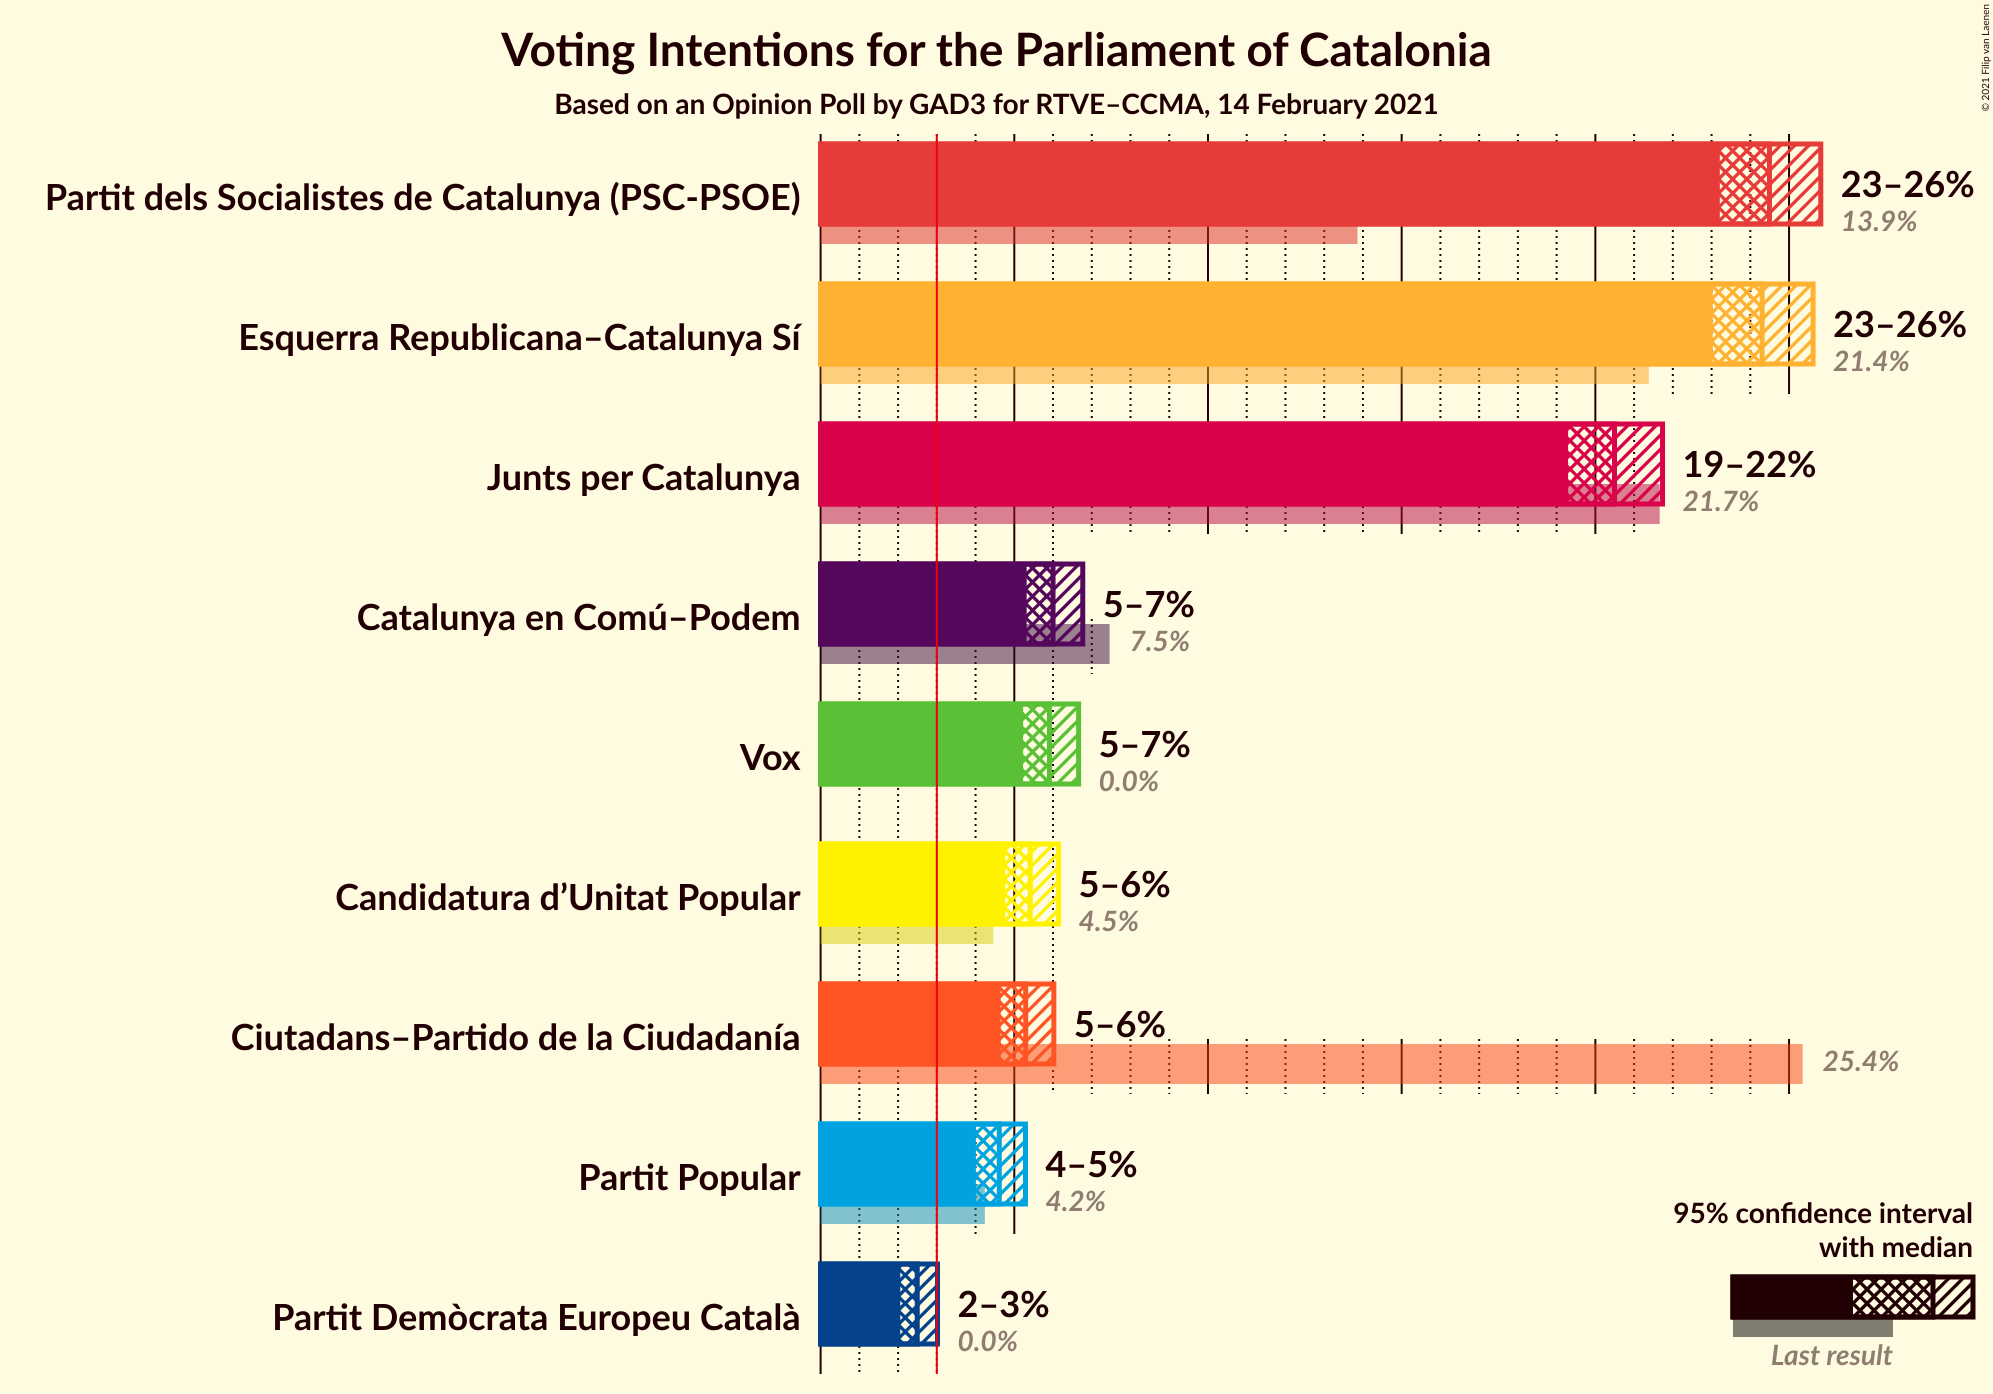 Voting Intentions for the Parliament of Catalonia
Based on an Opinion Poll by GAD3 for RTVE–CCMA, 14 February 2021
© 2021 Filip van Laenen
Partit dels Socialistes de Catalunya (PSC-PSOE)
23–26%
13.9%
Esquerra Republicana–Catalunya Sí
23–26%
21.4%
Junts per Catalunya
19–22%
21.7%
Catalunya en Comú–Podem
5–7%
7.5%
Vox
5–7%
0.0%
Candidatura d’Unitat Popular
5–6%
4.5%
Ciutadans–Partido de la Ciudadanía
5–6%
25.4%
Partit Popular
4–5%
4.2%
Partit Demòcrata Europeu Català
2–3%
0.0%
95% confidence interval
with median
Last result